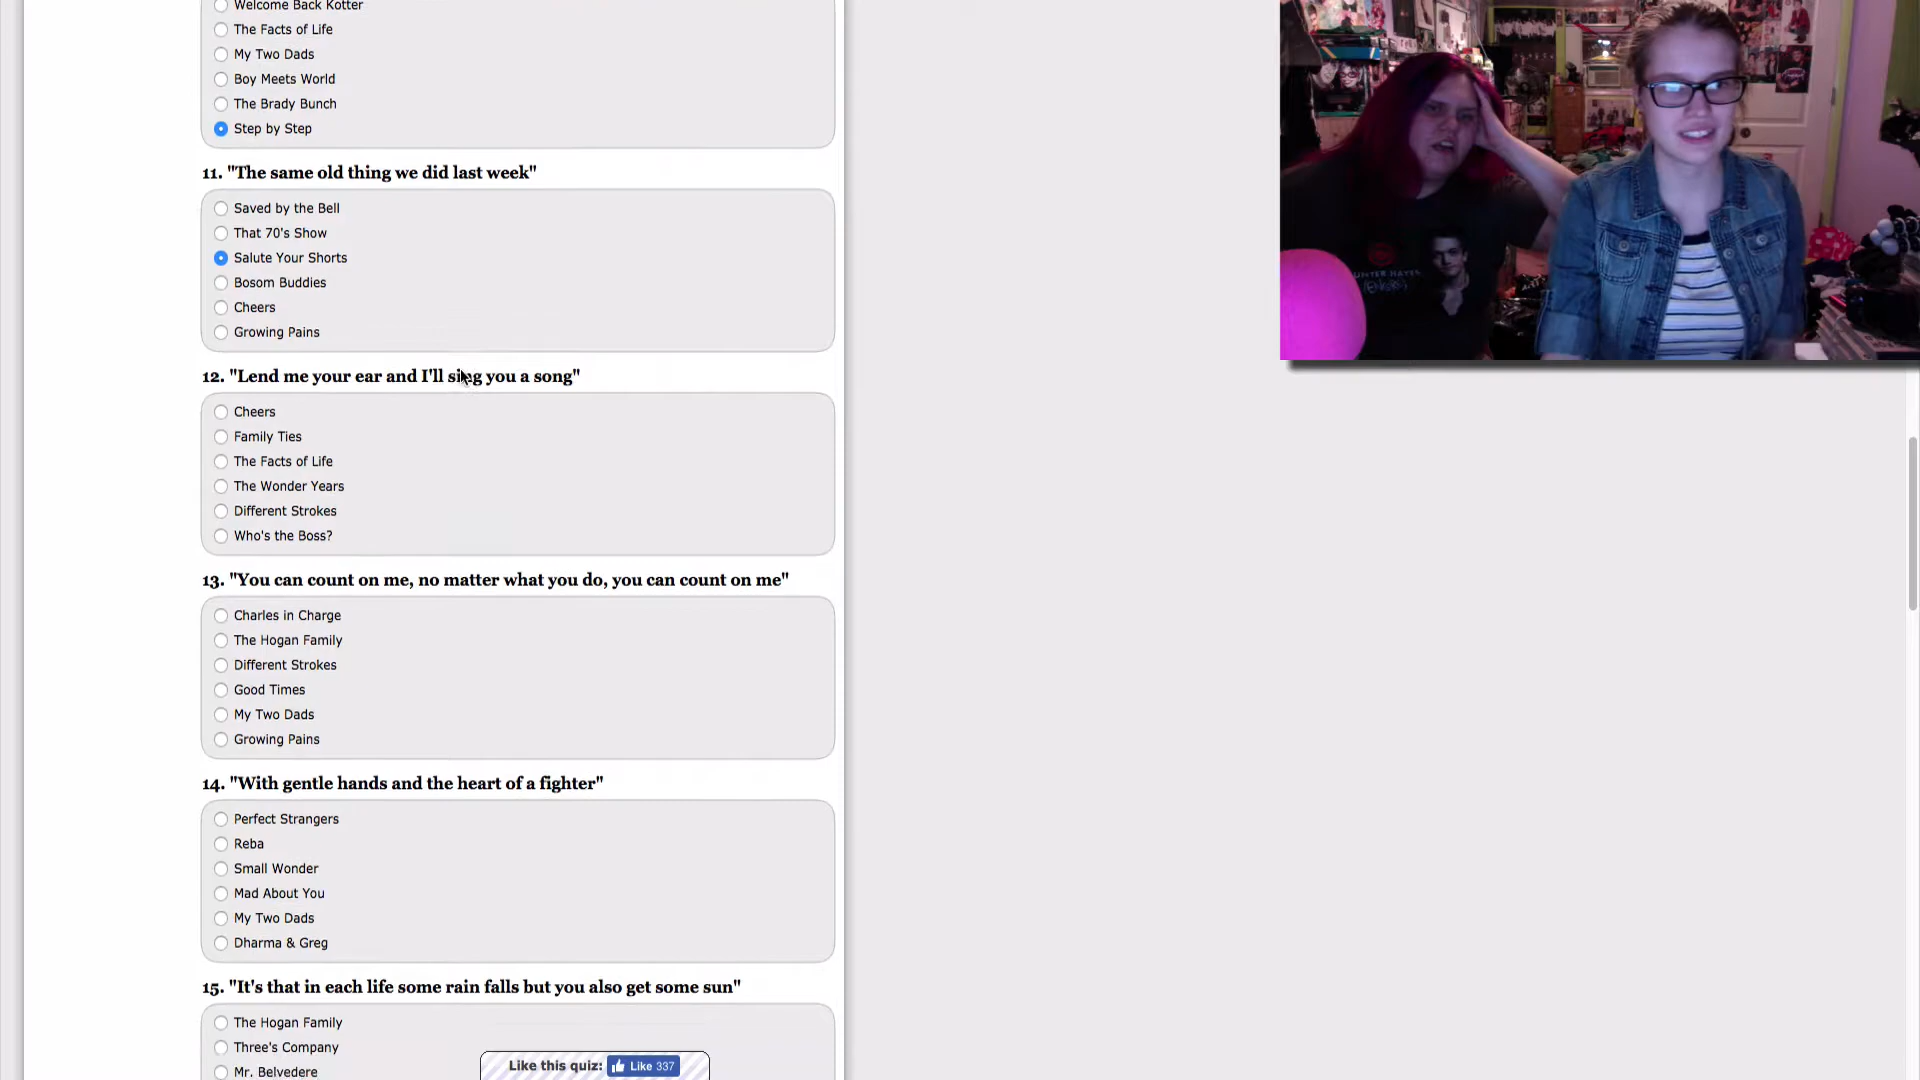 Welcome Back Kotter
The Facts of Life
My Two Dads
Boy Meets World
The Brady Bunch
Step by Step
11. "The same old thing we did last week"
Saved by the Bell
That 70's Show
Salute Your Shorts
Bosom Buddies
Cheers
Growing Pains
12. "Lend me your ear and I'll sing you a song"
Cheers
Family Ties
The Facts of Life
The Wonder Years
Different Strokes
Who's the Boss?
13. "You can count on me, no matter what you do, you can count on me"
Charles in Charge
The Hogan Family
Different Strokes
Good Times
My Two Dads
Growing Pains
14. "With gentle hands and the heart of a fighter"
Perfect Strangers
Reba
Small Wonder
Mad About You
My Two Dads
Dharma & Greg
15. "It's that in each life some rain falls but you also get some sun"
The Hogan Family
Three's Company
Mr. Belvedere
Like this quiz: Like 337